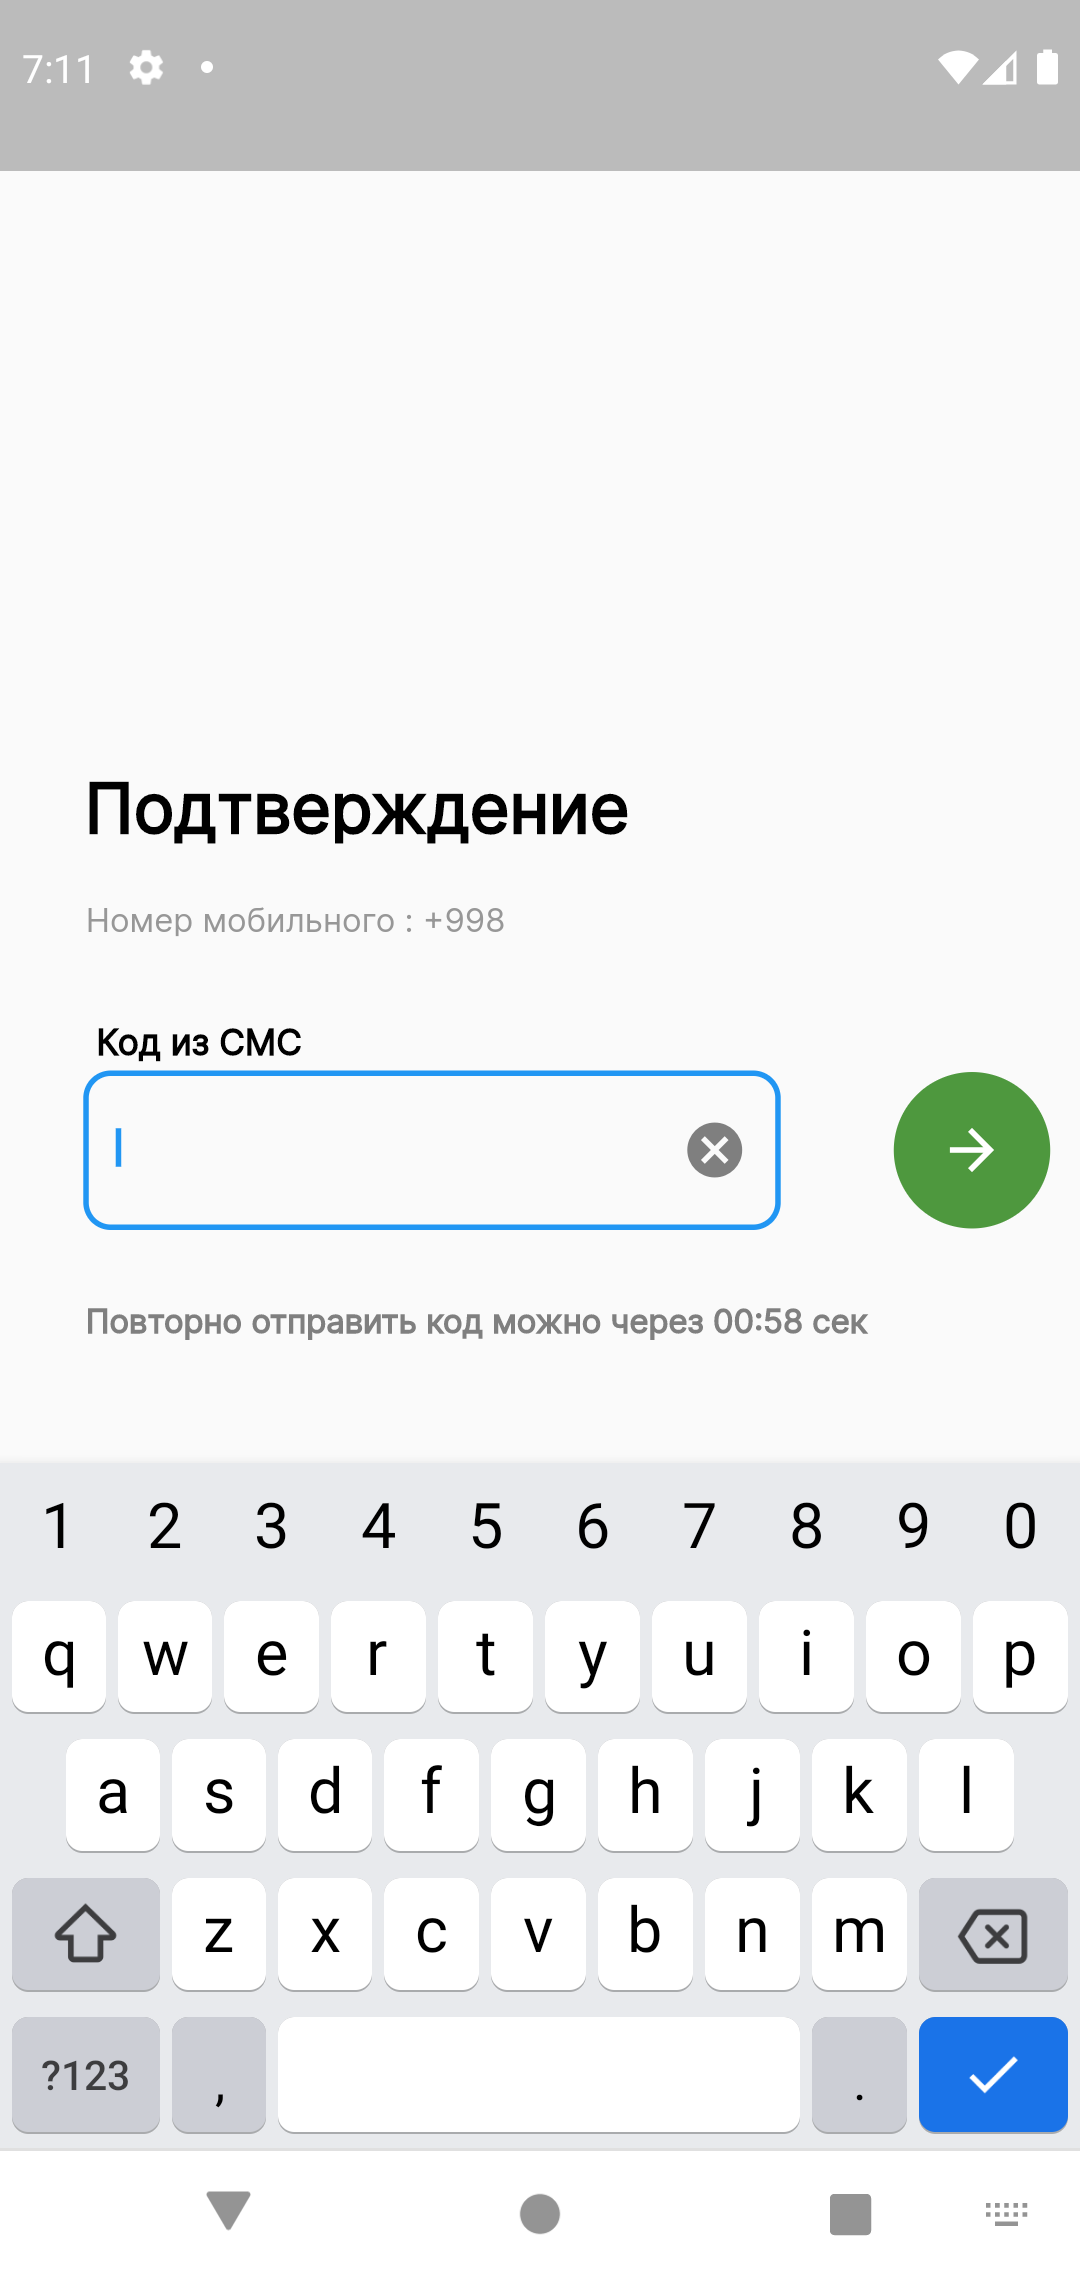 7:11
Подтверждение
Номер мобильного : +998
Код из СМС
Повторно отправить код можно через 00:58 сек
1 2 3 4 5 6 7 8 9 0
q w e r t y u i o p
a s d f g h j k l
z x c v b n m
?123 , .